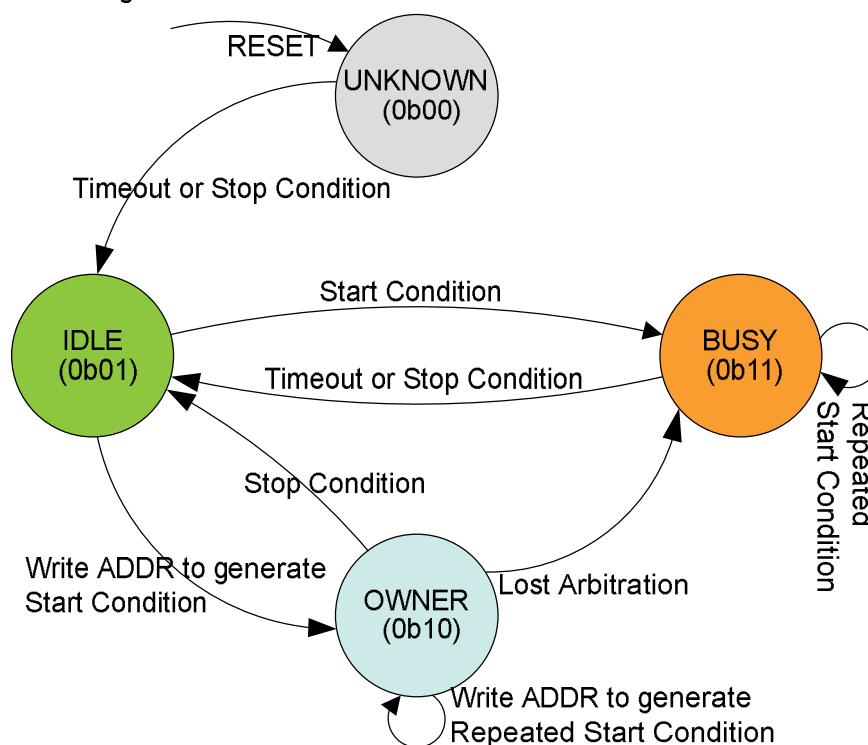 RESET
UNKNOWN
(0b00)
Timeout or Stop Condition
Start Condition
IDLE
(0b01)
BUSY
(0b11)
Timeout or Stop Condition
Repeated
Start Condition
Stop Condition
Write ADDR to generate
Start Condition
OWNER
(0b10)
Lost Arbitration
Write ADDR to generate
Repeated Start Condition